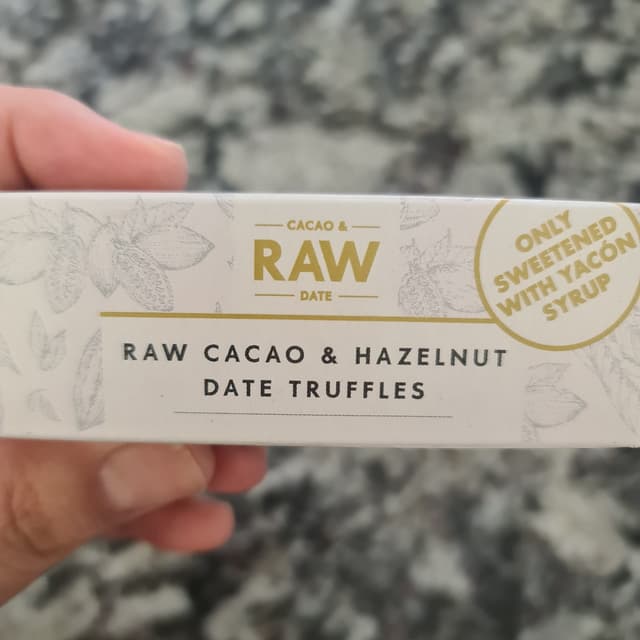 CACAO &
RAW
DATE
ONLY
SWEETENED
WITH YACÓN
SYRUP
RAW CACAO & HAZELNUT
DATE TRUFFLES